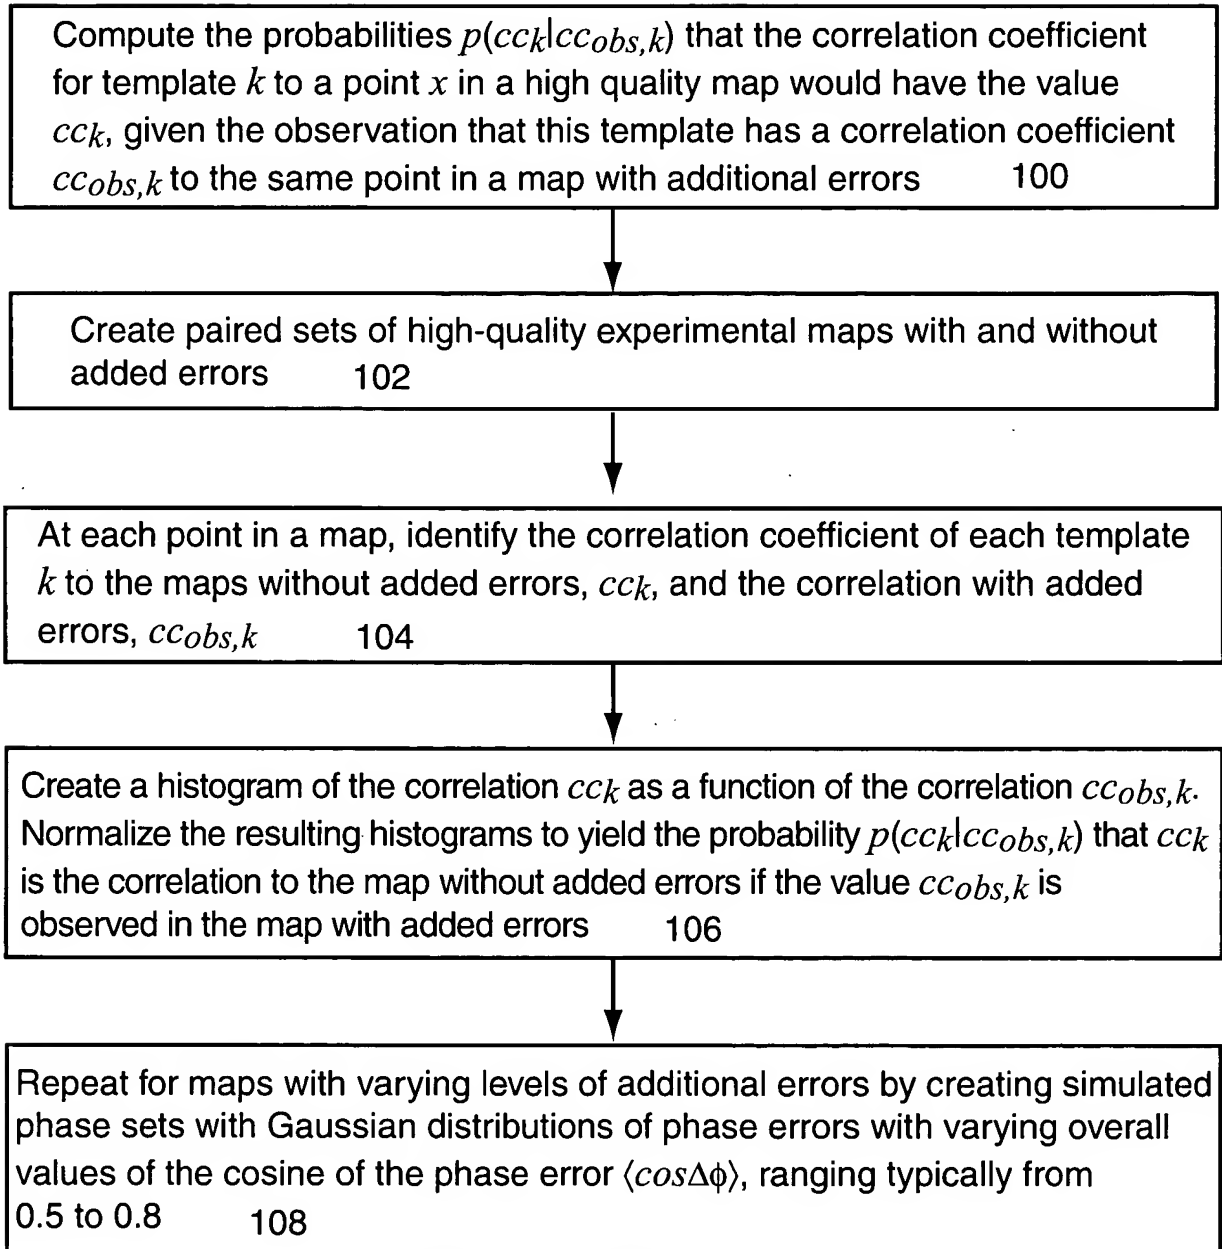 Compute the probabilities p(cck|ccobs,k) that the correlation coefficient
for template k to a point x in a high quality map would have the value
cck, given the observation that this template has a correlation coefficient
ccobs,k to the same point in a map with additional errors 100
Create paired sets of high-quality experimental maps with and without
added errors 102
At each point in a map, identify the correlation coefficient of each template
k to the maps without added errors, cck, and the correlation with added
errors, ccobs,k 104
Create a histogram of the correlation cck as a function of the correlation ccobs,k.
Normalize the resulting histograms to yield the probability p(cck|ccobs,k) that cck
is the correlation to the map without added errors if the value ccobs,k is
observed in the map with added errors 106
Repeat for maps with varying levels of additional errors by creating simulated
phase sets with Gaussian distributions of phase errors with varying overall
values of the cosine of the phase error ⟨cosΔϕ⟩, ranging typically from
0.5 to 0.8 108